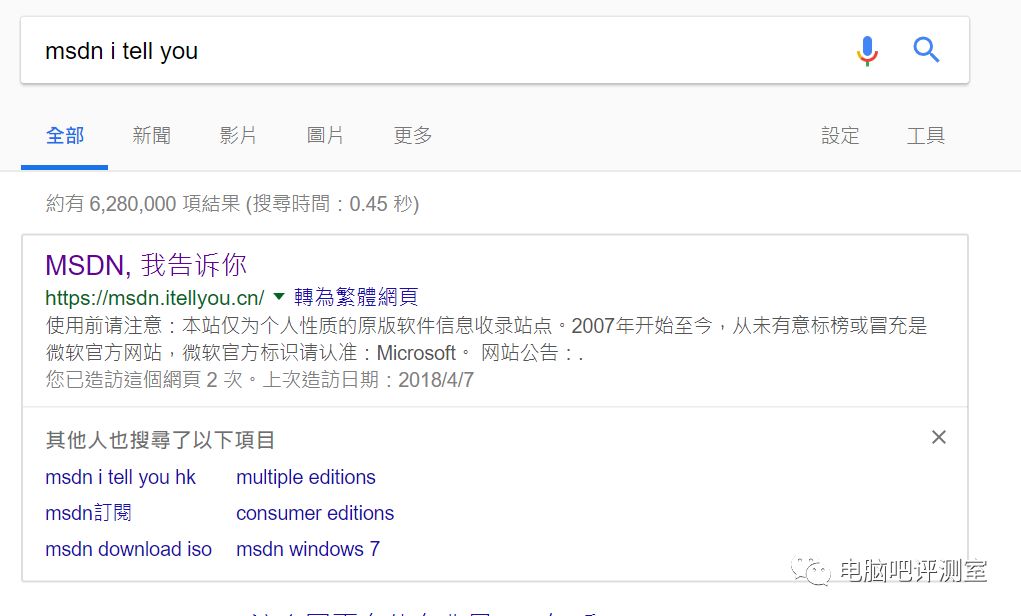 msdn i tell you
全部 新聞 影片 圖片 更多 設定 工具
約有 6,280,000 項結果 (搜尋時間：0.45 秒)
MSDN, 我告诉你
https://msdn.itellyou.cn/ 轉為繁體網頁
使用前请注意：本站仅为个人性质的原版软件信息收录站点。2007年开始至今，从未有意标榜或冒充是
微软官方网站，微软官方标识请认准：Microsoft。 网站公告：.
您已造訪這個網頁 2 次。上次造訪日期：2018/4/7
其他人也搜尋了以下項目
msdn i tell you hk multiple editions
msdn訂閱 consumer editions
msdn download iso msdn windows 7
电脑吧评测室